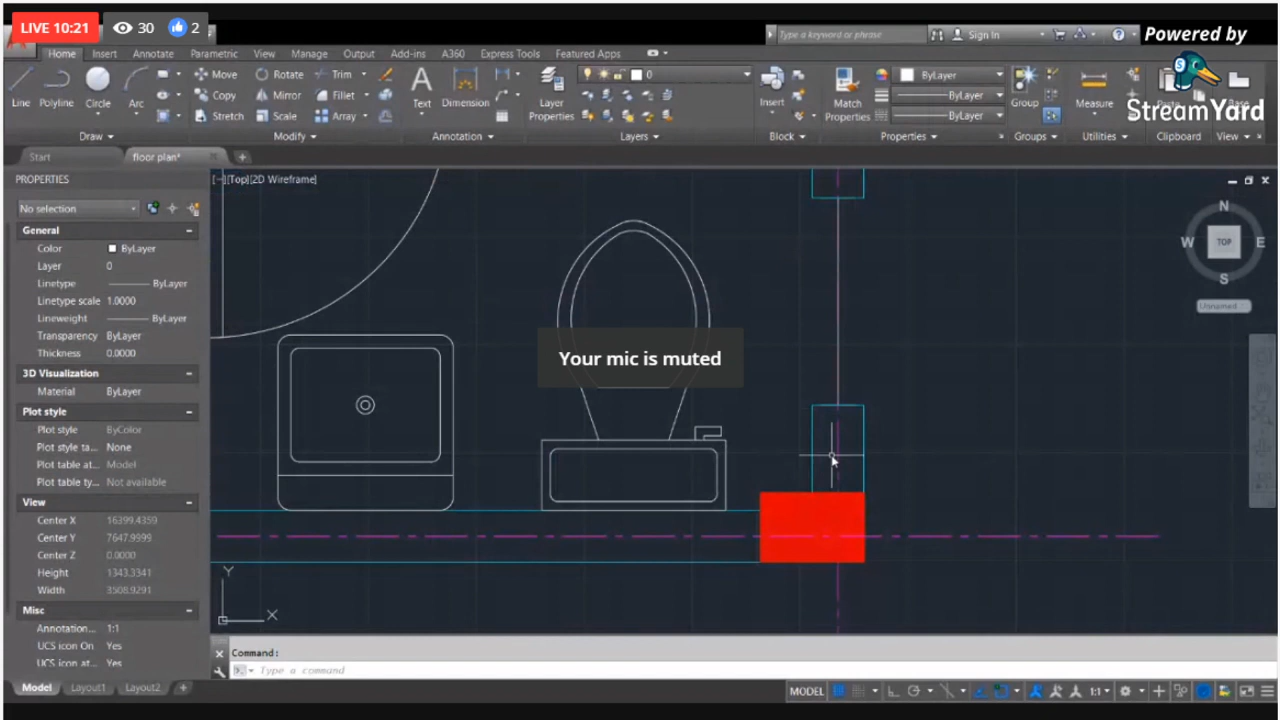 LIVE 10:21 30 2
Type a keyword or phrase Sign In Powered by
Home Insert Annotate Parametric View Manage Output Add-ins A360 Express Tools Featured Apps
StreamYard
Line Polyline Circle Arc
Move Rotate Trim
Copy Mirror Fillet
Stretch Scale Array
Text Dimension
Layer Properties
0
Insert
Match Properties
ByLayer
ByLayer
ByLayer
Group
Measure
Paste
Base
Draw Modify Annotation Layers Block Properties Groups Utilities Clipboard View
Start floor plan*
PROPERTIES
[−][Top][2D Wireframe]
No selection
General
Color ByLayer
Layer 0
Linetype ByLayer
Linetype scale 1.0000
Lineweight ByLayer
Transparency ByLayer
Thickness 0.0000
3D Visualization
Material ByLayer
Plot style
Plot style ByColor
Plot style ta... None
Plot table at... Model
Plot table ty... Not available
View
Center X 16399.4359
Center Y 7647.9999
Center Z 0.0000
Height 1343.3341
Width 3508.9291
Misc
Annotation... 1:1
UCS icon On Yes
UCS icon at... Yes
N
W TOP E
S
Unnamed
Your mic is muted
Y
X
Command:
Type a command
Model Layout1 Layout2 +
MODEL 1:1